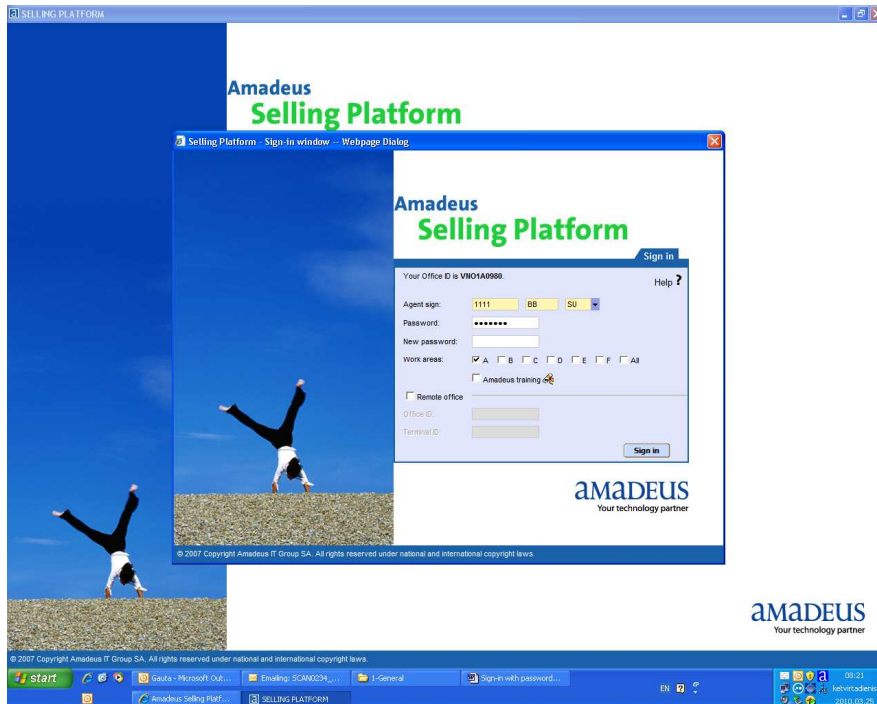 SELLING PLATFORM
Amadeus
Selling Platform
Selling Platform - Sign-in window -- Webpage Dialog
Amadeus
Selling Platform
Sign in
Your Office ID is VNO1A0980.
Help ?
Agent sign: 1111 BB SU
Password: •••••••
New password:
Work areas: A B C D E F All
Amadeus training
Remote office
Office ID:
Terminal ID:
Sign in
amadeus
Your technology partner
© 2007 Copyright Amadeus IT Group SA. All rights reserved under national and international copyright laws.
amadeus
Your technology partner
© 2007 Copyright Amadeus IT Group SA. All rights reserved under national and international copyright laws.
start Gauta - Microsoft Out... Emailing: SCAN0234_... 1-General Sign-in with password... EN 08:21
Amadeus Selling Platf... SELLING PLATFORM ketvirtadienis
2010.03.25